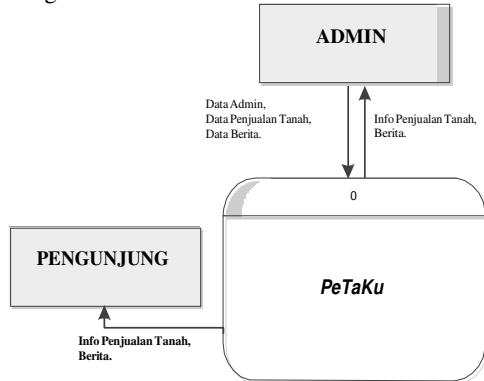 ADMIN
Data Admin,
Data Penjualan Tanah,
Data Berita.
Info Penjualan Tanah,
Berita.
0
PENGUNJUNG
PeTaKu
Info Penjualan Tanah,
Berita.